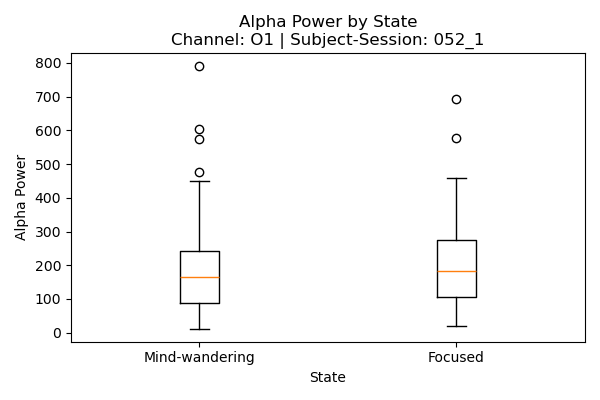 Alpha Power by State
Channel: O1 | Subject-Session: 052_1
Alpha Power
800
700
600
500
400
300
200
100
0
Mind-wandering
Focused
State